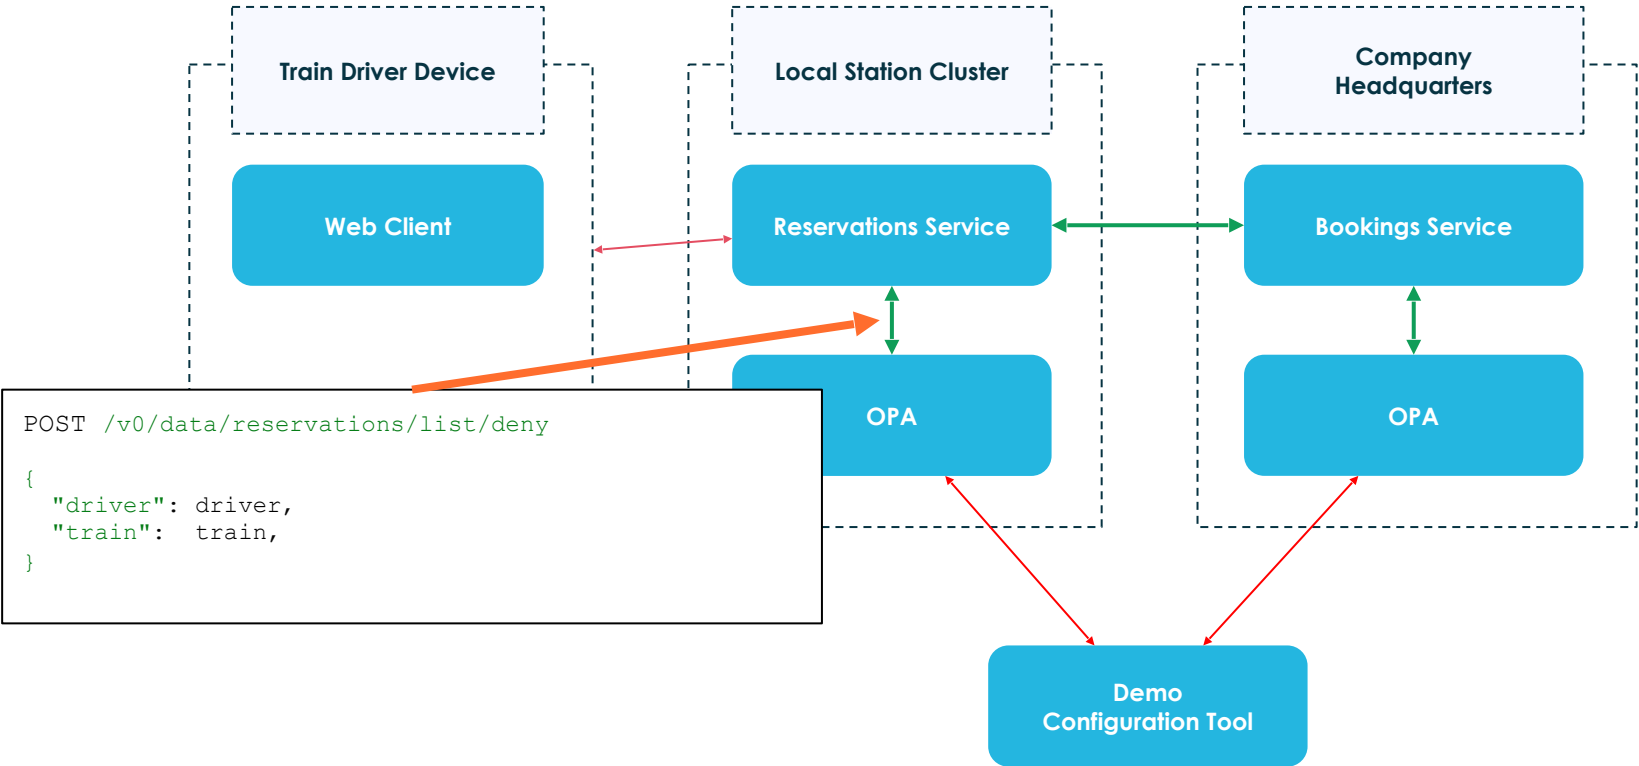 Train Driver Device
Local Station Cluster
Company
Headquarters
Web Client
Reservations Service
Bookings Service
OPA
OPA
POST /v0/data/reservations/list/deny
{
  "driver": driver,
  "train":  train,
}
Demo
Configuration Tool